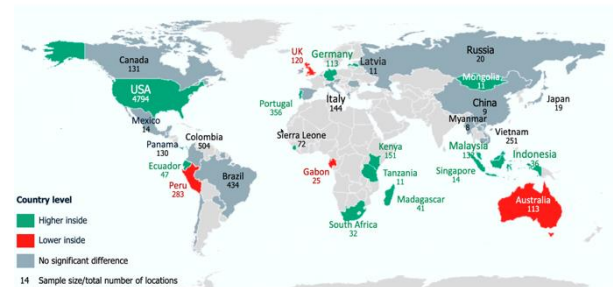 Canada
131
USA
4794
Mexico
14
Panama
130
Colombia
504
Ecuador
47
Peru
283
Brazil
434
UK
120
Germany
113
Latvia
11
Portugal
356
Italy
144
Sierra Leone
72
Gabon
25
Kenya
151
Tanzania
11
Madagascar
41
South Africa
32
Russia
20
Mongolia
11
China
9
Japan
19
Myanmar
Vietnam
251
Malaysia
Singapore
14
Indonesia
36
Australia
113
Country level
Higher inside
Lower inside
No significant difference
14 Sample size/total number of locations